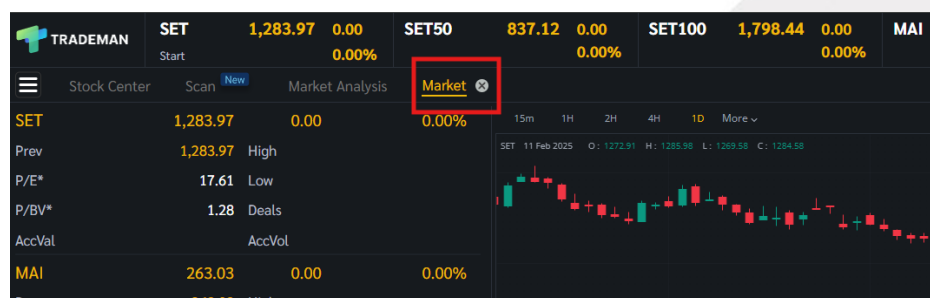 TRADEMAN
SET 1,283.97 0.00 SET50 837.12 0.00 SET100 1,798.44 0.00 MAI
Start 0.00% 0.00% 0.00%
Stock Center Scan New Market Analysis Market
SET 1,283.97 0.00 0.00%
15m 1H 2H 4H 1D More
Prev 1,283.97 High
SET 11 Feb 2025 O: 1272.91 H: 1285.98 L: 1269.58 C: 1284.58
P/E* 17.61 Low
P/BV* 1.28 Deals
AccVal AccVol
MAI 263.03 0.00 0.00%